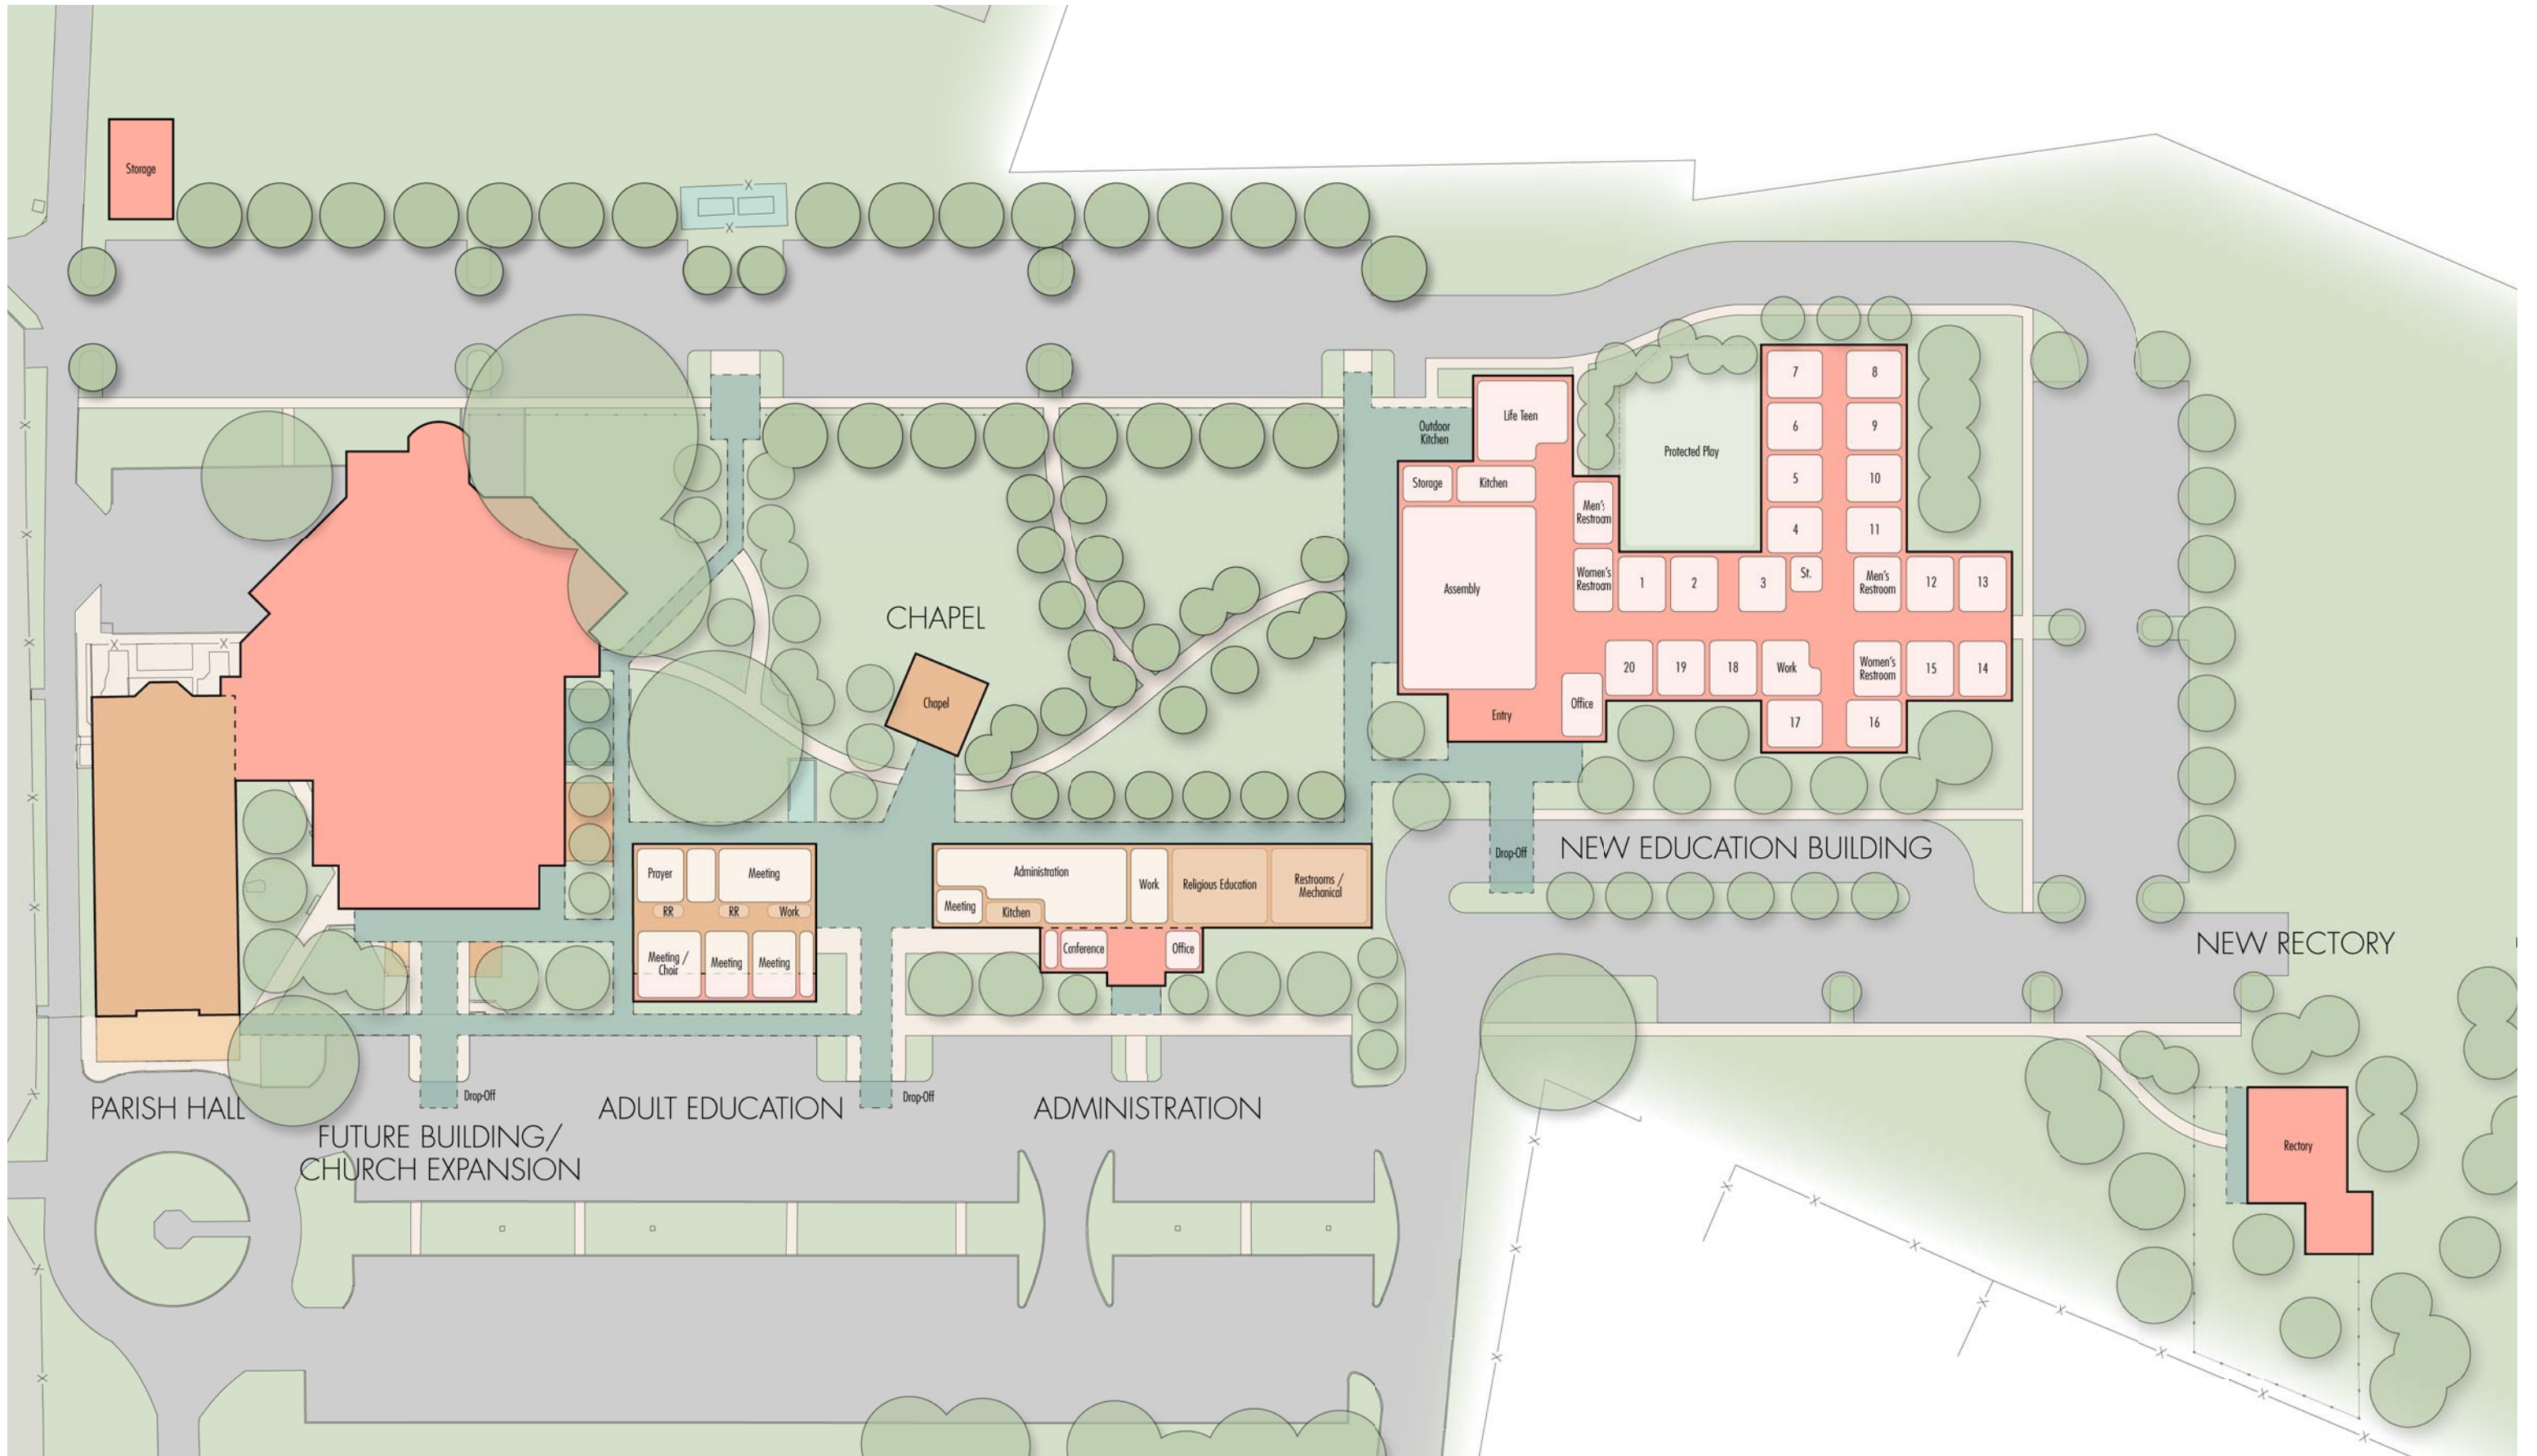 Storage
Life Teen
Outdoor
Kitchen
Storage
Kitchen
Men's
Restroom
Women's
Restroom
Assembly
Entry
Office
Protected Play
7
8
6
9
5
10
4
11
1
2
3
St.
Men's
Restroom
12
13
20
19
18
Work
Women's
Restroom
15
14
17
16
CHAPEL
Chapel
Prayer
Meeting
RR
RR
Work
Meeting /
Choir
Meeting
Meeting
Administration
Work
Religious Education
Restrooms /
Mechanical
Meeting
Kitchen
Conference
Office
Drop-Off
NEW EDUCATION BUILDING
NEW RECTORY
Rectory
PARISH HALL
Drop-Off
FUTURE BUILDING/
CHURCH EXPANSION
ADULT EDUCATION
Drop-Off
ADMINISTRATION